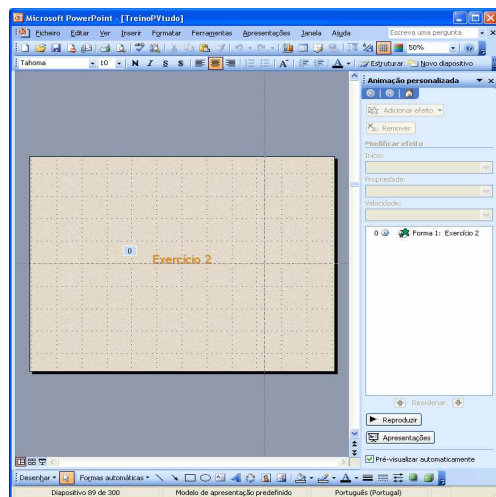 Microsoft PowerPoint - [TreinoPVtudo]
Ficheiro Editar Ver Inserir Formatar Ferramentas Apresentações Janela Ajuda Escreva uma pergunta
50%
Tahoma 10 N I S S A A Estruturar Novo diapositivo
Animação personalizada
Adicionar efeito
Remover
Modificar efeito
Início:
Propriedade:
Velocidade:
0 Forma 1: Exercício 2
0
Exercício 2
Reordenar
Reproduzir
Apresentações
Pré-visualizar automaticamente
Desenhar Formas automáticas A
Diapositivo 89 de 300 Modelo de apresentação predefinido Português (Portugal)